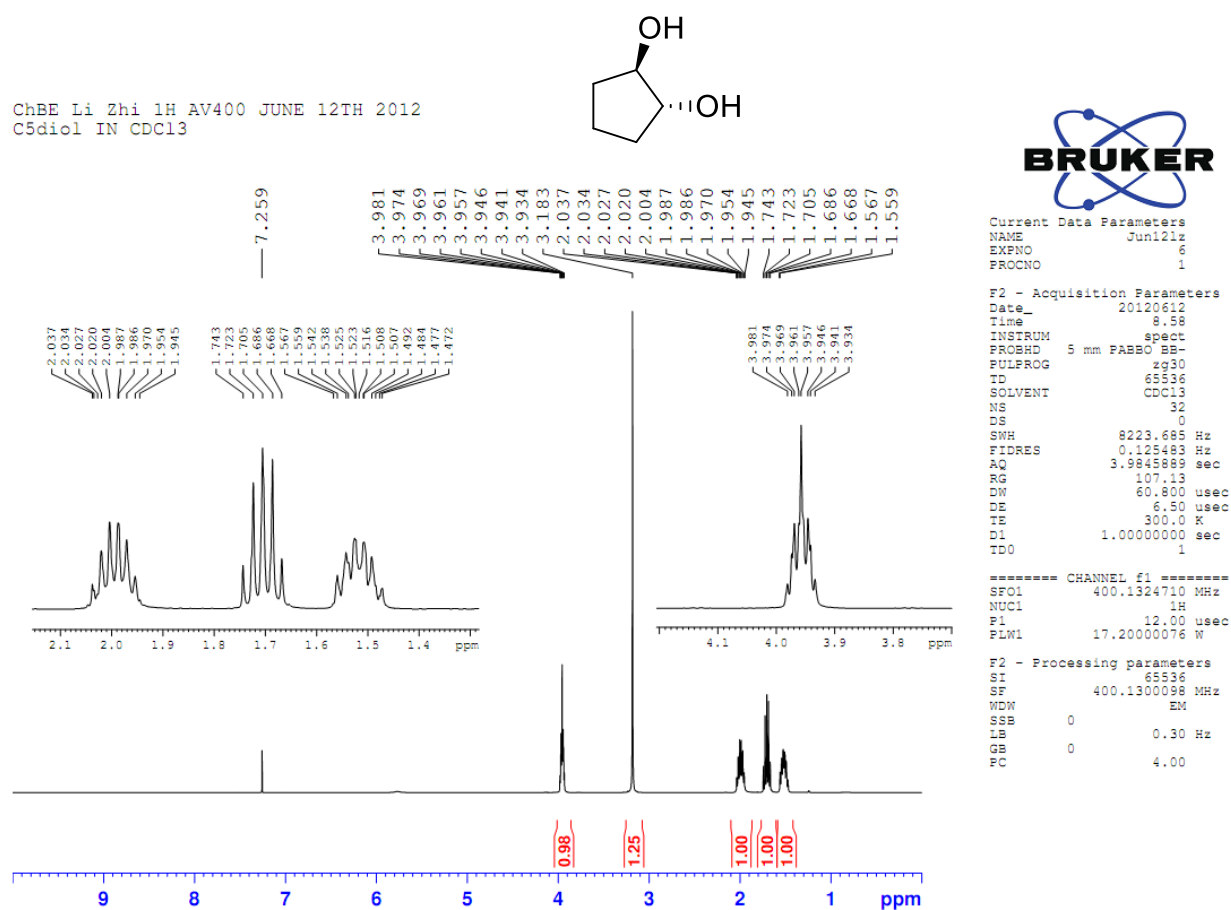 OH
OH
ChBE Li Zhi 1H AV400 JUNE 12TH 2012
C5diol IN CDCl3
BRUKER
7.259
3.981
3.974
3.969
3.961
3.957
3.946
3.941
3.934
3.183
2.037
2.034
2.027
2.020
2.004
1.987
1.986
1.970
1.954
1.945
1.743
1.723
1.705
1.686
1.668
1.567
1.559
2.037
2.034
2.027
2.020
2.004
1.987
1.986
1.970
1.954
1.945
1.743
1.723
1.705
1.686
1.668
1.567
1.559
1.542
1.538
1.525
1.523
1.516
1.508
1.507
1.492
1.484
1.477
1.472
3.981
3.974
3.969
3.961
3.957
3.946
3.941
3.934
2.1 2.0 1.9 1.8 1.7 1.6 1.5 1.4 ppm
4.1 4.0 3.9 3.8 ppm
0.98
1.25
1.00
1.00
1.00
9 8 7 6 5 4 3 2 1 ppm
Current Data Parameters
NAME Jun12lz
EXPNO 6
PROCNO 1
F2 - Acquisition Parameters
Date_ 20120612
Time 8.58
INSTRUM spect
PROBHD 5 mm PABBO BB-
PULPROG zg30
TD 65536
SOLVENT CDCl3
NS 32
DS 0
SWH 8223.685 Hz
FIDRES 0.125483 Hz
AQ 3.9845889 sec
RG 107.13
DW 60.800 usec
DE 6.50 usec
TE 300.0 K
D1 1.00000000 sec
TD0 1
======== CHANNEL f1 ========
SFO1 400.1324710 MHz
NUC1 1H
P1 12.00 usec
PLW1 17.20000076 W
F2 - Processing parameters
SI 65536
SF 400.1300098 MHz
WDW EM
SSB 0
LB 0.30 Hz
GB 0
PC 4.00